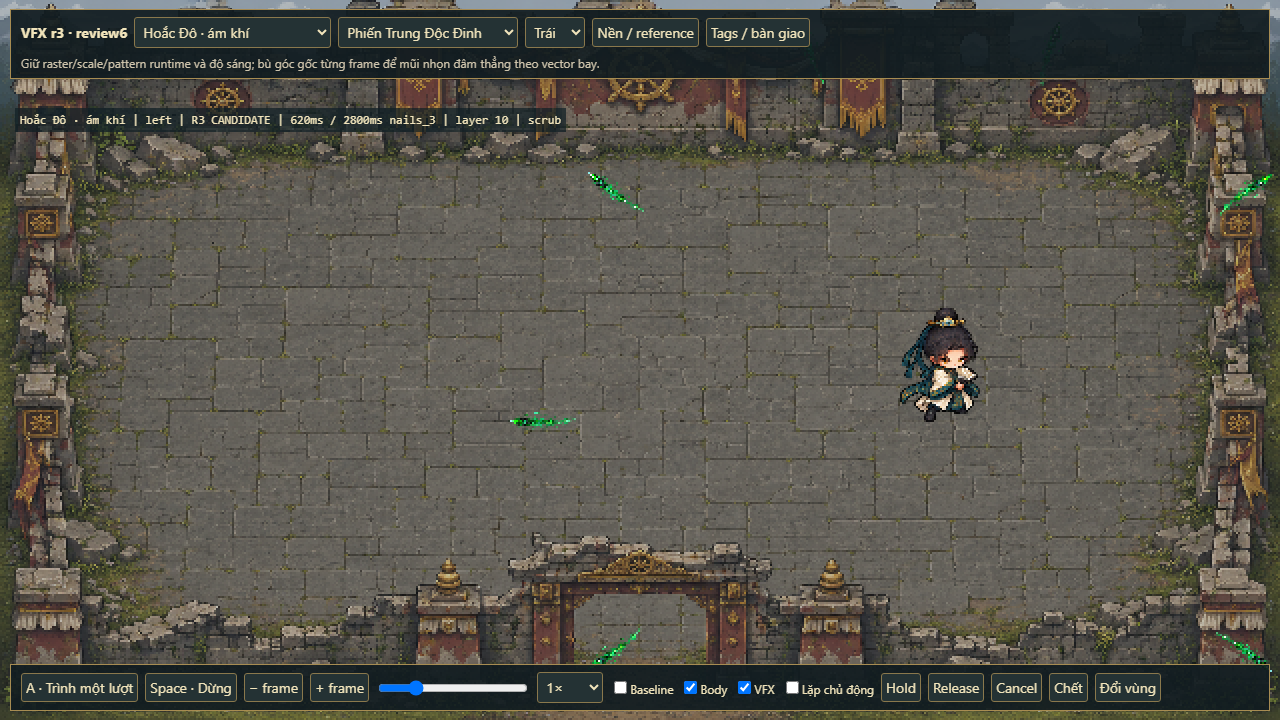 VFX r3 · review6 Hoắc Đô · ám khí Phiến Trung Độc Đinh Trái Nền / reference Tags / bàn giao
Giữ raster/scale/pattern runtime và độ sáng; bù góc gốc từng frame để mũi nhọn đâm thẳng theo vector bay.
Hoắc Đô · ám khí | left | R3 CANDIDATE | 620ms / 2800ms nails_3 | layer 10 | scrub
A · Trình một lượt Space · Dừng − frame + frame 1× Baseline Body VFX Lặp chủ động Hold Release Cancel Chết Đổi vùng